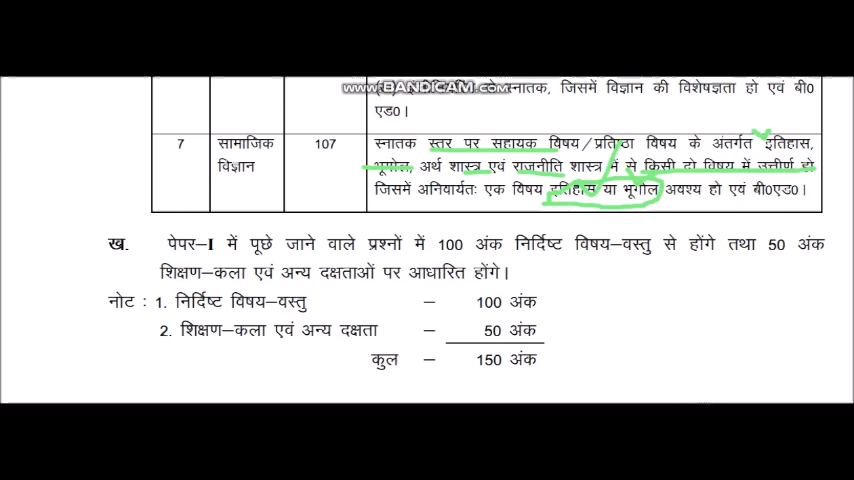 स्नातक, जिसमें विज्ञान की विशेषज्ञता हो एवं बी0
www.BANDICAM.com
एड0।
7 सामाजिक विज्ञान 107 स्नातक स्तर पर सहायक विषय/प्रतिष्ठा विषय के अंतर्गत इतिहास,
भूगोल, अर्थ शास्त्र एवं राजनीति शास्त्र में से किसी दो विषय में उत्तीर्ण हो
जिसमें अनिवार्यतः एक विषय इतिहास या भूगोल अवश्य हो एवं बी0एड0।
ख. पेपर–I में पूछे जाने वाले प्रश्नों में 100 अंक निर्दिष्ट विषय–वस्तु से होंगे तथा 50 अंक
शिक्षण–कला एवं अन्य दक्षताओं पर आधारित होंगे।
नोट : 1. निर्दिष्ट विषय–वस्तु – 100 अंक
2. शिक्षण–कला एवं अन्य दक्षता – 50 अंक
कुल – 150 अंक